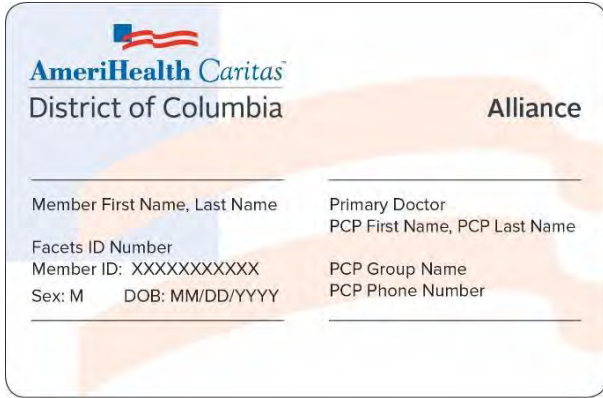 AmeriHealth Caritas
District of Columbia
Alliance
Member First Name, Last Name
Facets ID Number
Member ID: XXXXXXXXXXX
Sex: M DOB: MM/DD/YYYY
Primary Doctor
PCP First Name, PCP Last Name
PCP Group Name
PCP Phone Number